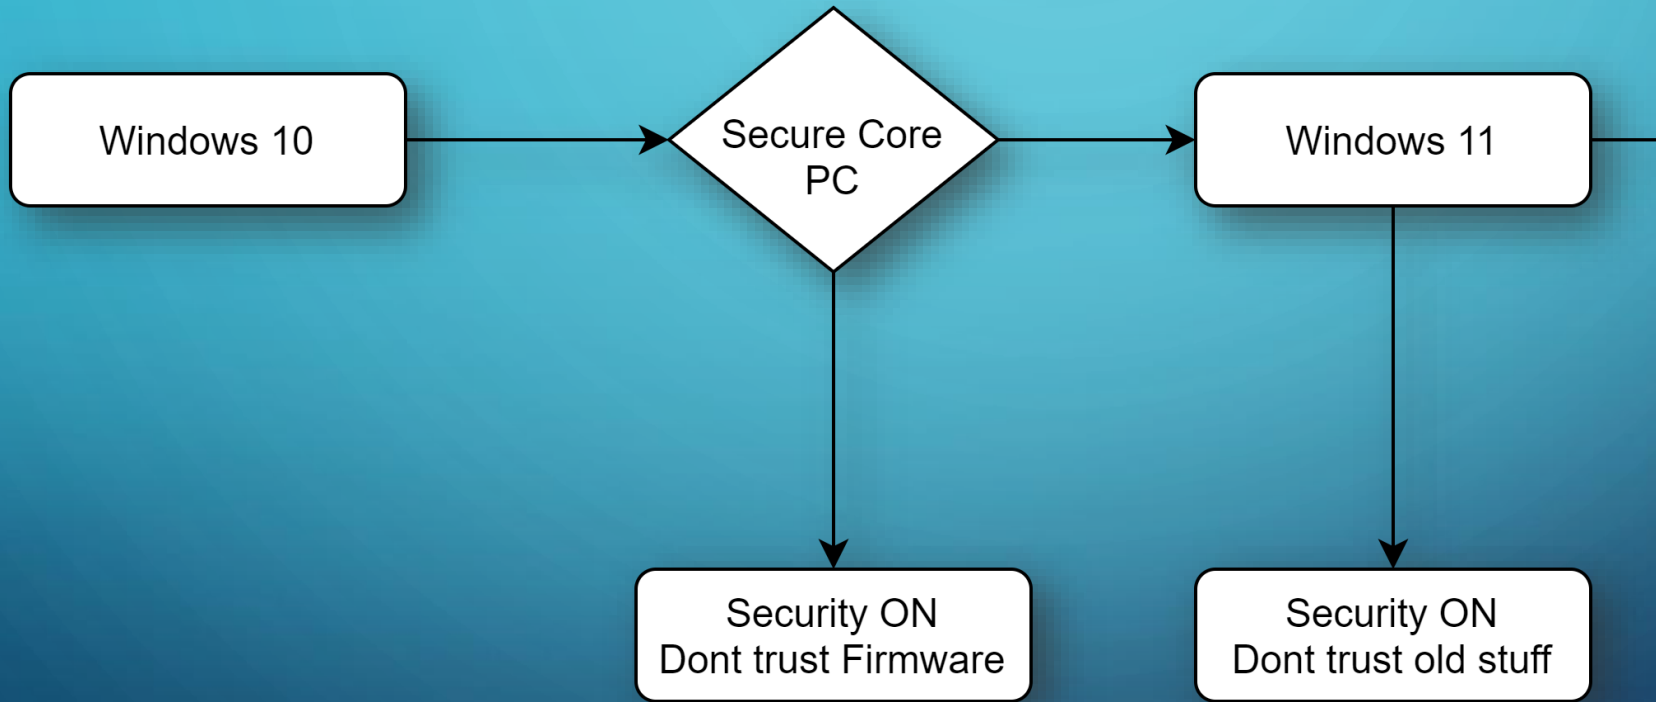 Windows 10
Secure Core
PC
Windows 11
Security ON
Dont trust Firmware
Security ON
Dont trust old stuff